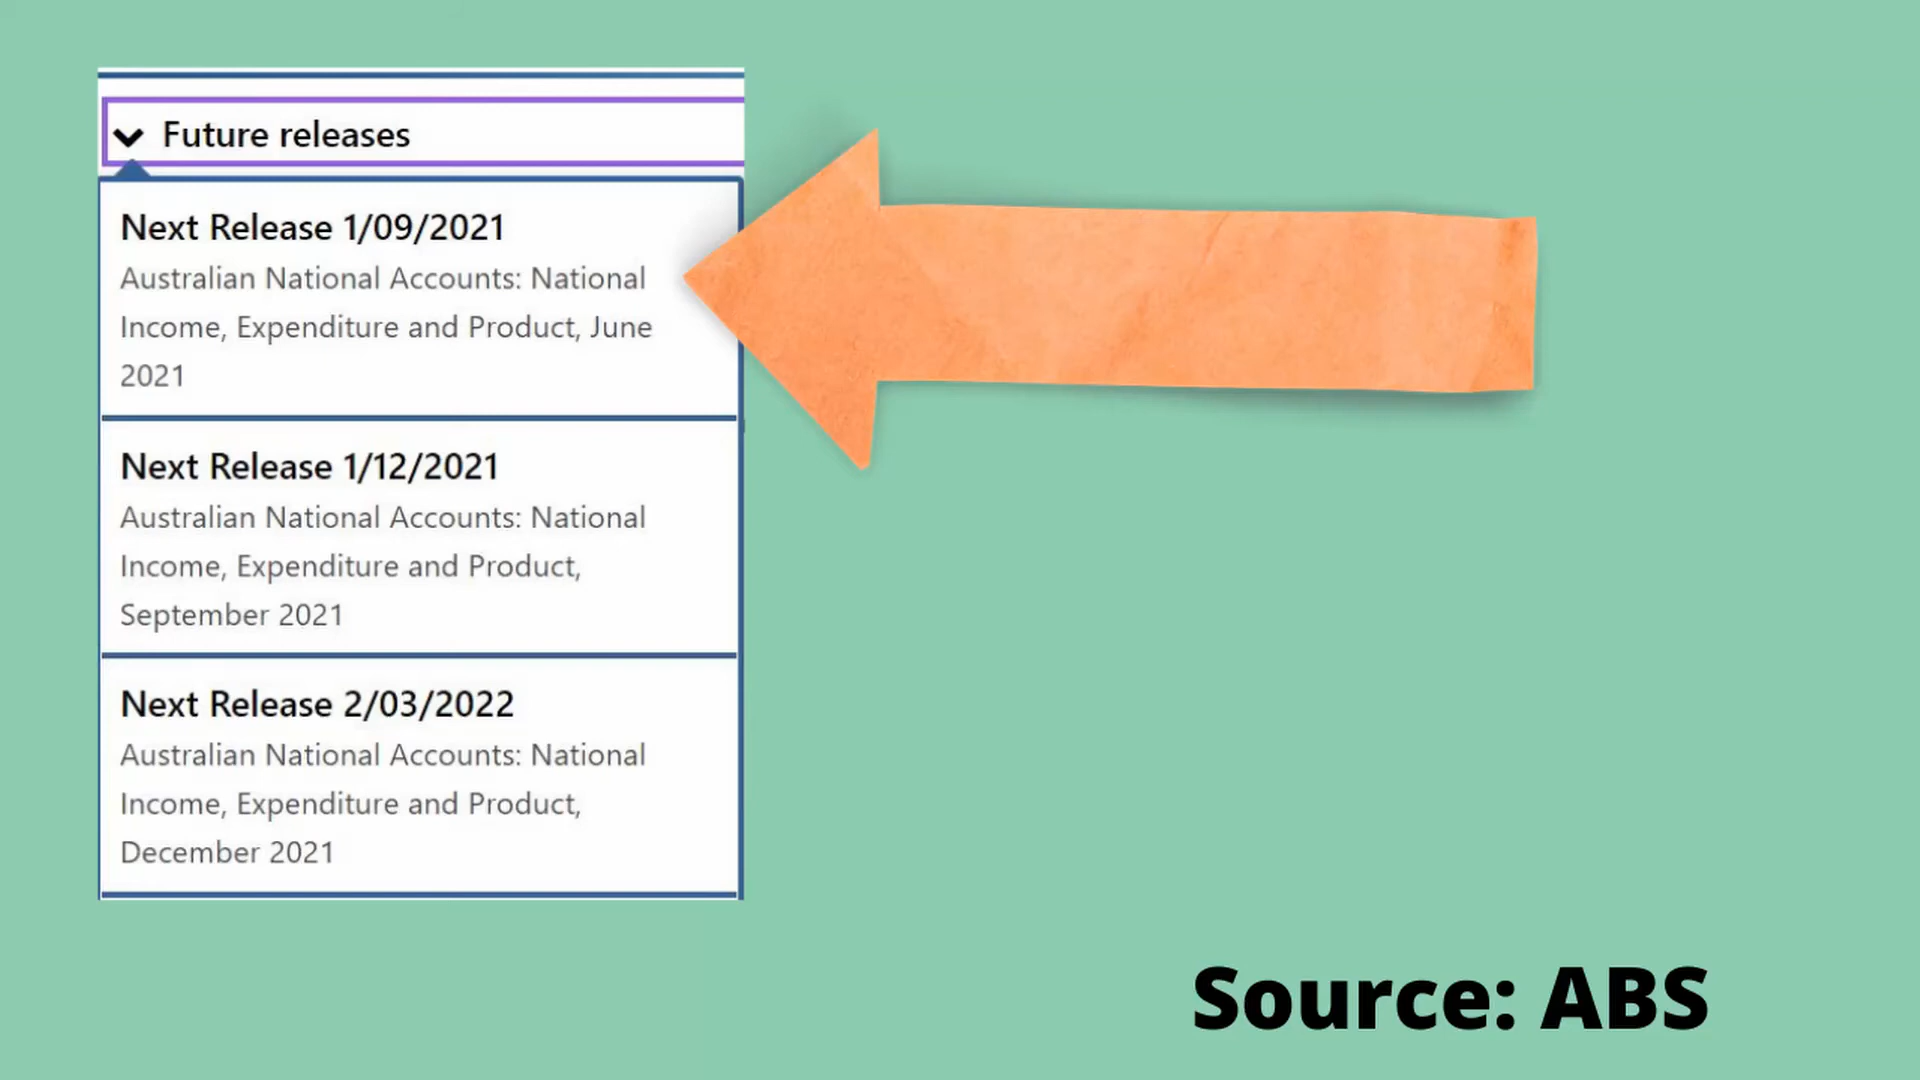 Future releases
Next Release 1/09/2021
Australian National Accounts: National
Income, Expenditure and Product, June
2021
Next Release 1/12/2021
Australian National Accounts: National
Income, Expenditure and Product,
September 2021
Next Release 2/03/2022
Australian National Accounts: National
Income, Expenditure and Product,
December 2021
Source: ABS